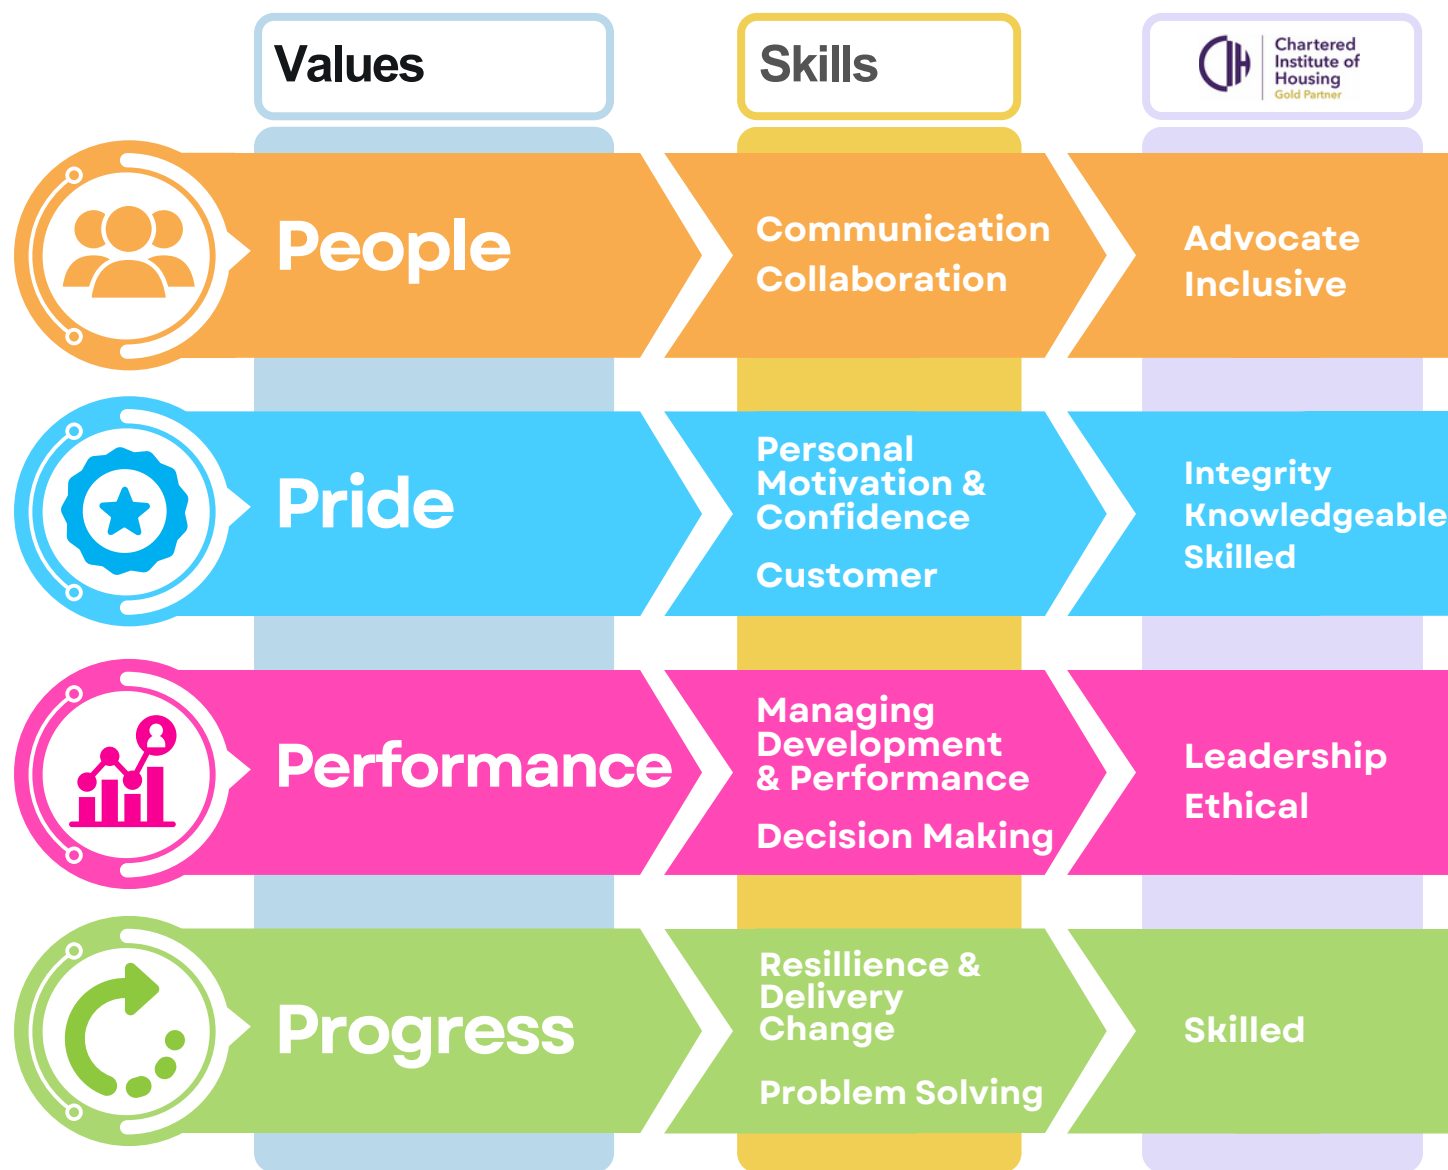 Values
Skills
Chartered
Institute of
Housing
Gold Partner
People
Communication
Collaboration
Advocate
Inclusive
Pride
Personal
Motivation &
Confidence
Customer
Integrity
Knowledgeable
Skilled
Performance
Managing
Development
& Performance
Decision Making
Leadership
Ethical
Progress
Resillience &
Delivery
Change
Problem Solving
Skilled